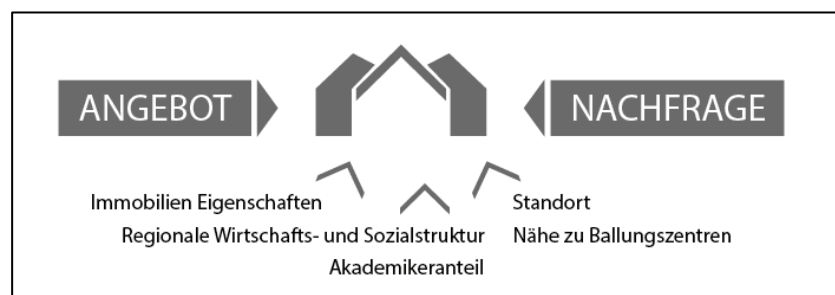 ANGEBOT
NACHFRAGE
Immobilien Eigenschaften
Standort
Regionale Wirtschafts- und Sozialstruktur
Nähe zu Ballungszentren
Akademikeranteil